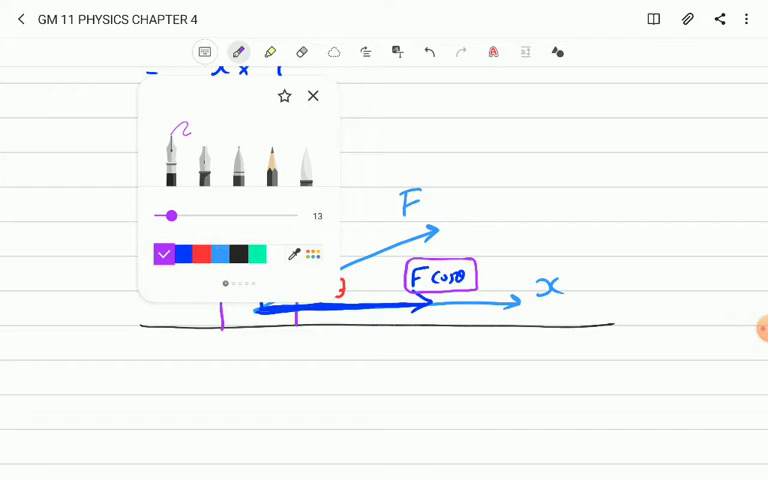 GM 11 PHYSICS CHAPTER 4
F
13
F cosθ
x